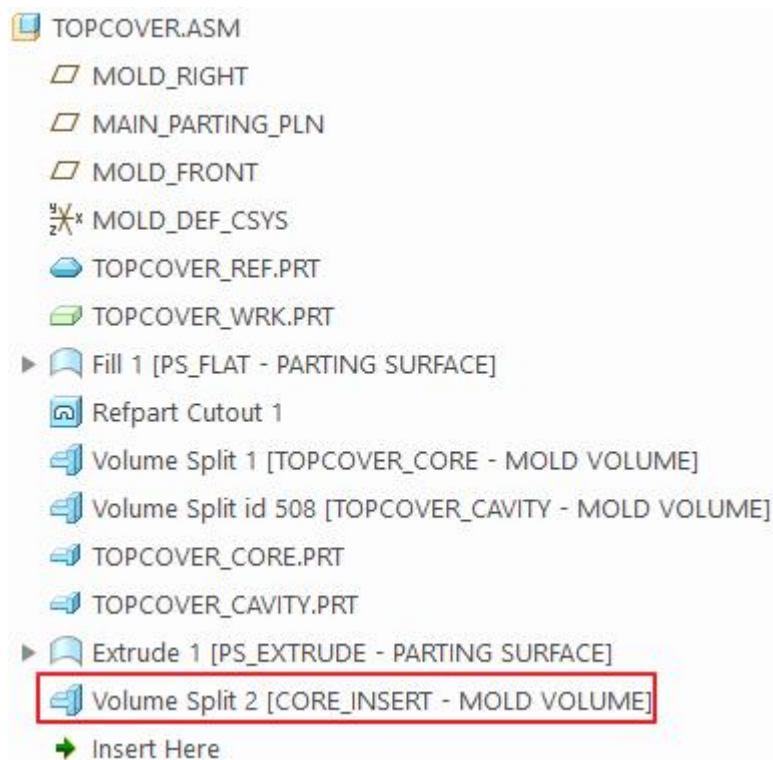 TOPCOVER.ASM
MOLD_RIGHT
MAIN_PARTING_PLN
MOLD_FRONT
MOLD_DEF_CSYS
TOPCOVER_REF.PRT
TOPCOVER_WRK.PRT
Fill 1 [PS_FLAT - PARTING SURFACE]
Refpart Cutout 1
Volume Split 1 [TOPCOVER_CORE - MOLD VOLUME]
Volume Split id 508 [TOPCOVER_CAVITY - MOLD VOLUME]
TOPCOVER_CORE.PRT
TOPCOVER_CAVITY.PRT
Extrude 1 [PS_EXTRUDE - PARTING SURFACE]
Volume Split 2 [CORE_INSERT - MOLD VOLUME]
Insert Here